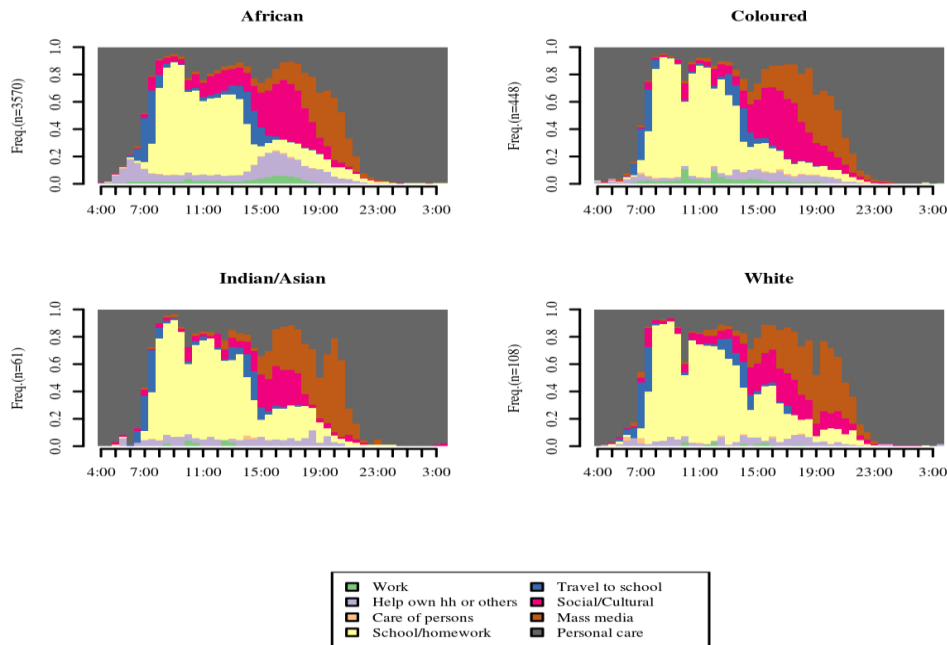 African
Freq.(n=3570)
0.0 0.2 0.4 0.6 0.8 1.0
4:00 7:00 11:00 15:00 19:00 23:00 3:00
Coloured
Freq.(n=448)
0.0 0.2 0.4 0.6 0.8 1.0
4:00 7:00 11:00 15:00 19:00 23:00 3:00
Indian/Asian
Freq.(n=61)
0.0 0.2 0.4 0.6 0.8 1.0
4:00 7:00 11:00 15:00 19:00 23:00 3:00
White
Freq.(n=108)
0.0 0.2 0.4 0.6 0.8 1.0
4:00 7:00 11:00 15:00 19:00 23:00 3:00
Work
Help own hh or others
Care of persons
School/homework
Travel to school
Social/Cultural
Mass media
Personal care